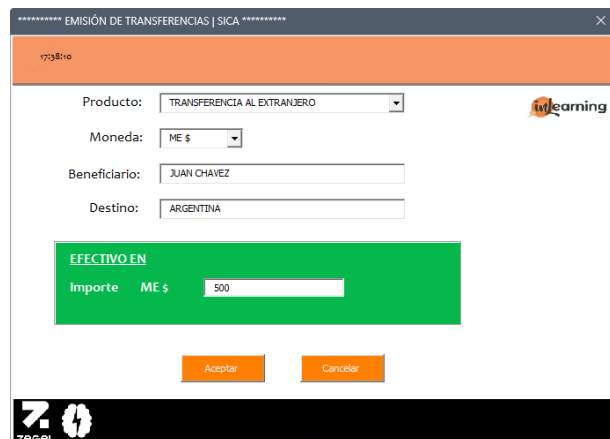 ********** EMISIÓN DE TRANSFERENCIAS | SICA **********
17:38:10
Producto: TRANSFERENCIA AL EXTRANJERO
intlearning
Moneda: ME $
Beneficiario: JUAN CHAVEZ
Destino: ARGENTINA
EFECTIVO EN
Importe ME $ 500
Aceptar Cancelar
zegel